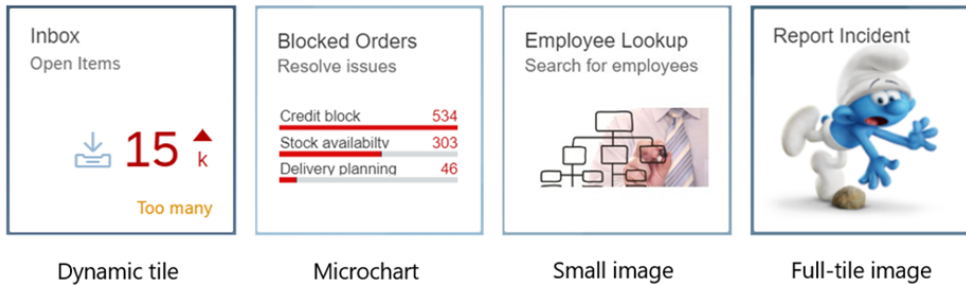 Inbox
Open Items
15 k
Too many
Dynamic tile
Blocked Orders
Resolve issues
Credit block 534
Stock availability 303
Delivery planning 46
Microchart
Employee Lookup
Search for employees
Small image
Report Incident
Full-tile image